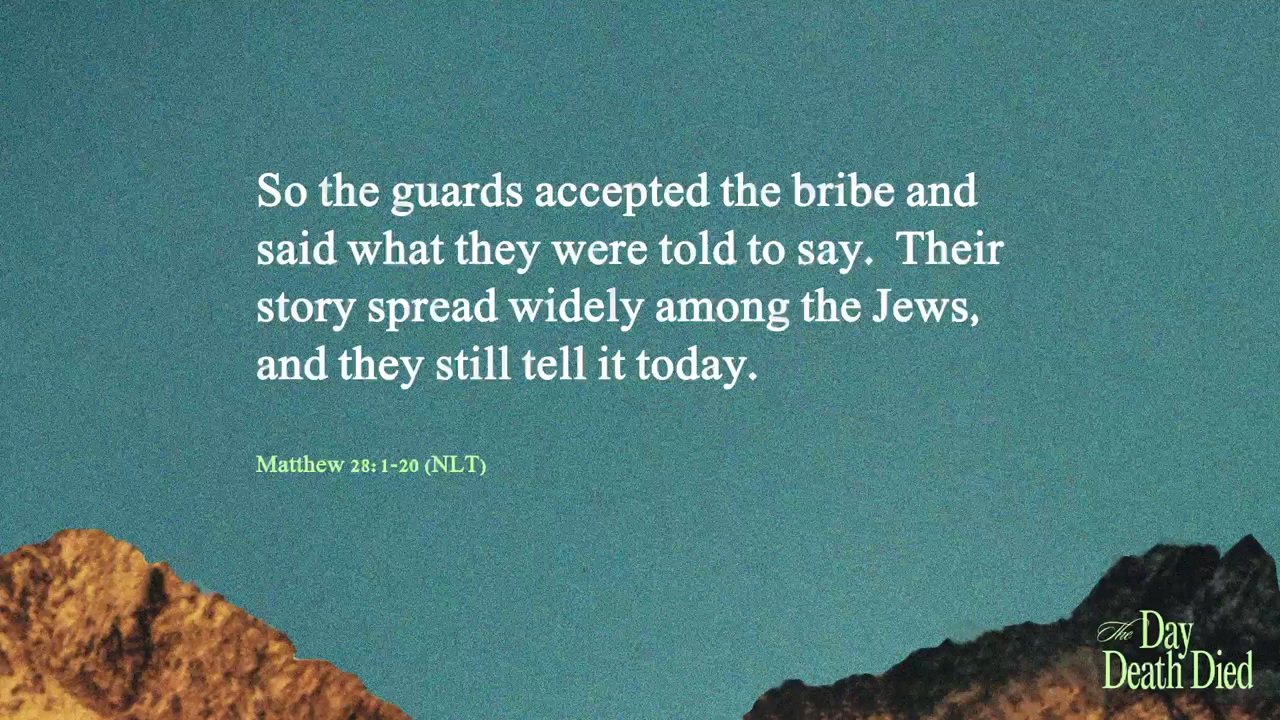 So the guards accepted the bribe and
said what they were told to say.  Their
story spread widely among the Jews,
and they still tell it today.
Matthew 28:1-20 (NLT)
The Day
Death Died